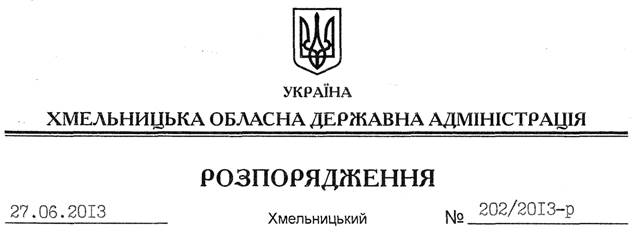 УКРАЇНА
ХМЕЛЬНИЦЬКА ОБЛАСНА ДЕРЖАВНА АДМІНІСТРАЦІЯ
РОЗПОРЯДЖЕННЯ
27.06.2013 Хмельницький № 202/2013-р